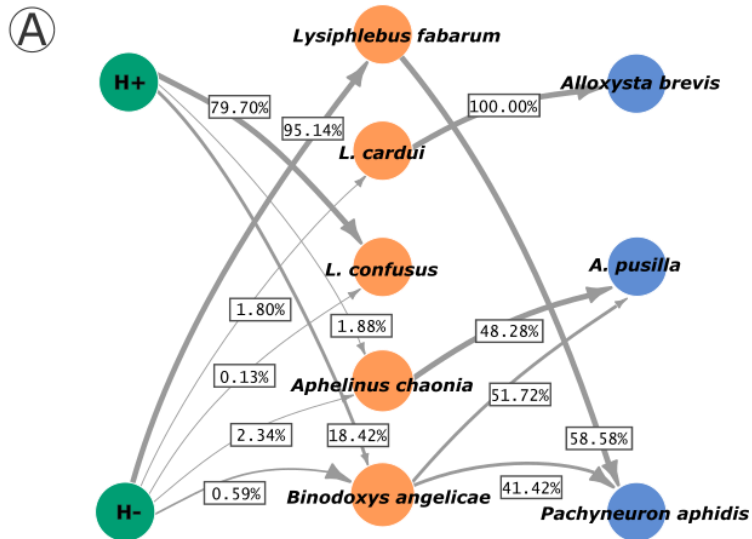 A
Lysiphlebus fabarum
H+
Alloxysta brevis
79.70%
100.00%
95.14%
L. cardui
L. confusus
A. pusilla
1.80%
1.88%
48.28%
0.13%
Aphelinus chaonia
51.72%
2.34%
18.42%
58.58%
0.59%
Binodoxys angelicae
41.42%
H-
Pachyneuron aphidis